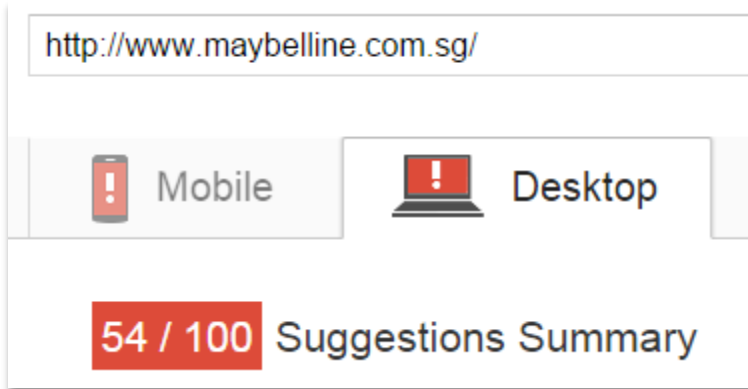 http://www.maybelline.com.sg/
Mobile Desktop
54 / 100 Suggestions Summary